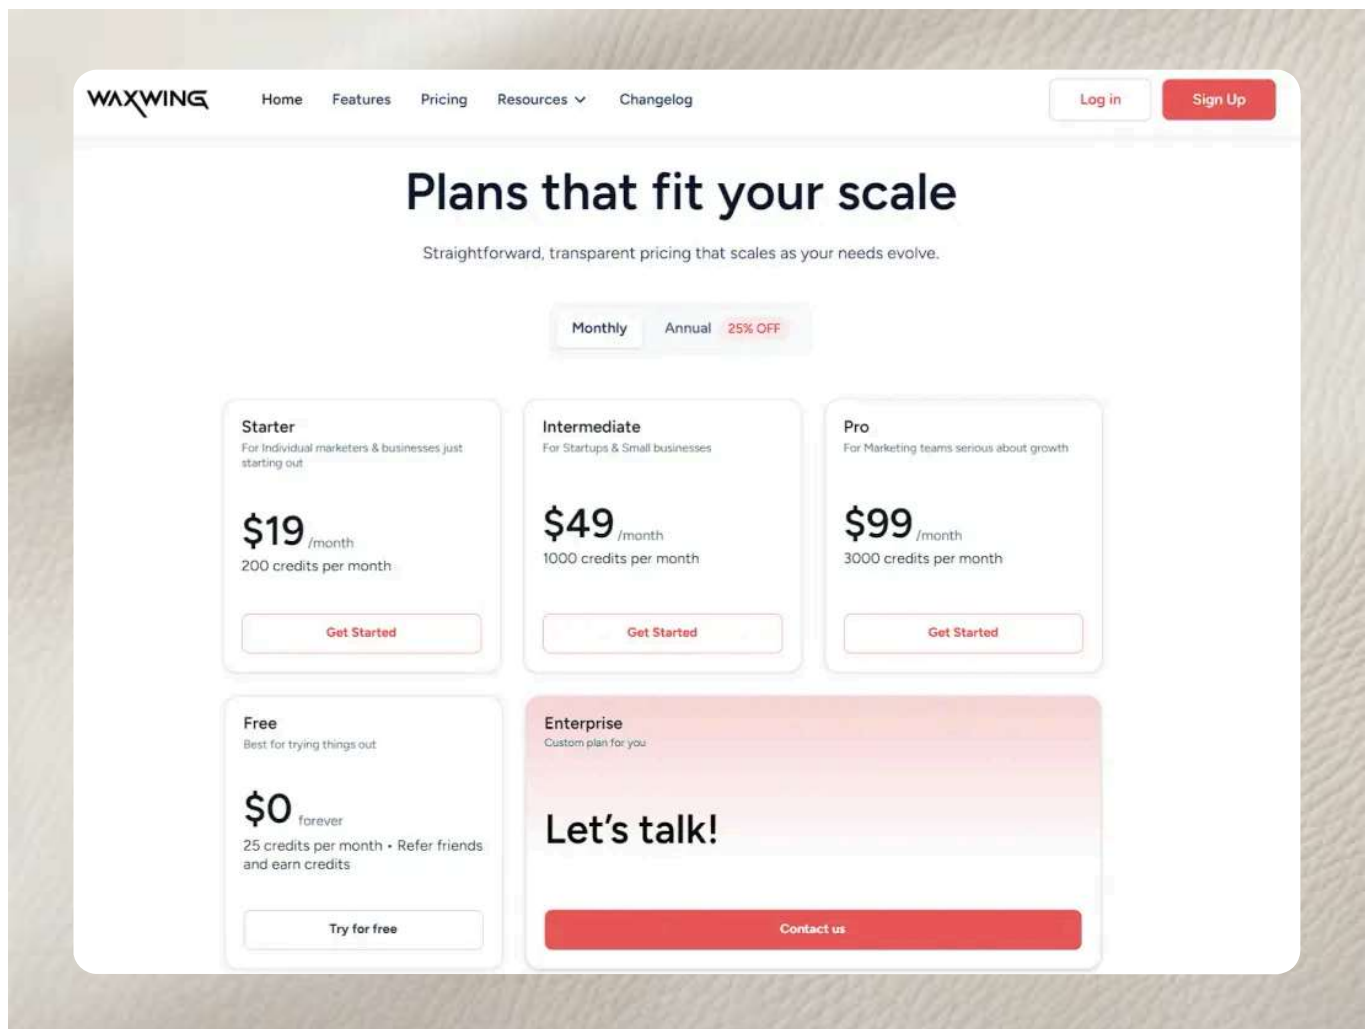 WAXWING
Home Features Pricing Resources Changelog
Log in Sign Up
Plans that fit your scale
Straightforward, transparent pricing that scales as your needs evolve.
Monthly Annual 25% OFF
Starter
For Individual marketers & businesses just
starting out
$19 /month
200 credits per month
Get Started
Intermediate
For Startups & Small businesses
$49 /month
1000 credits per month
Get Started
Pro
For Marketing teams serious about growth
$99 /month
3000 credits per month
Get Started
Free
Best for trying things out
$0 forever
25 credits per month • Refer friends
and earn credits
Try for free
Enterprise
Custom plan for you
Let's talk!
Contact us